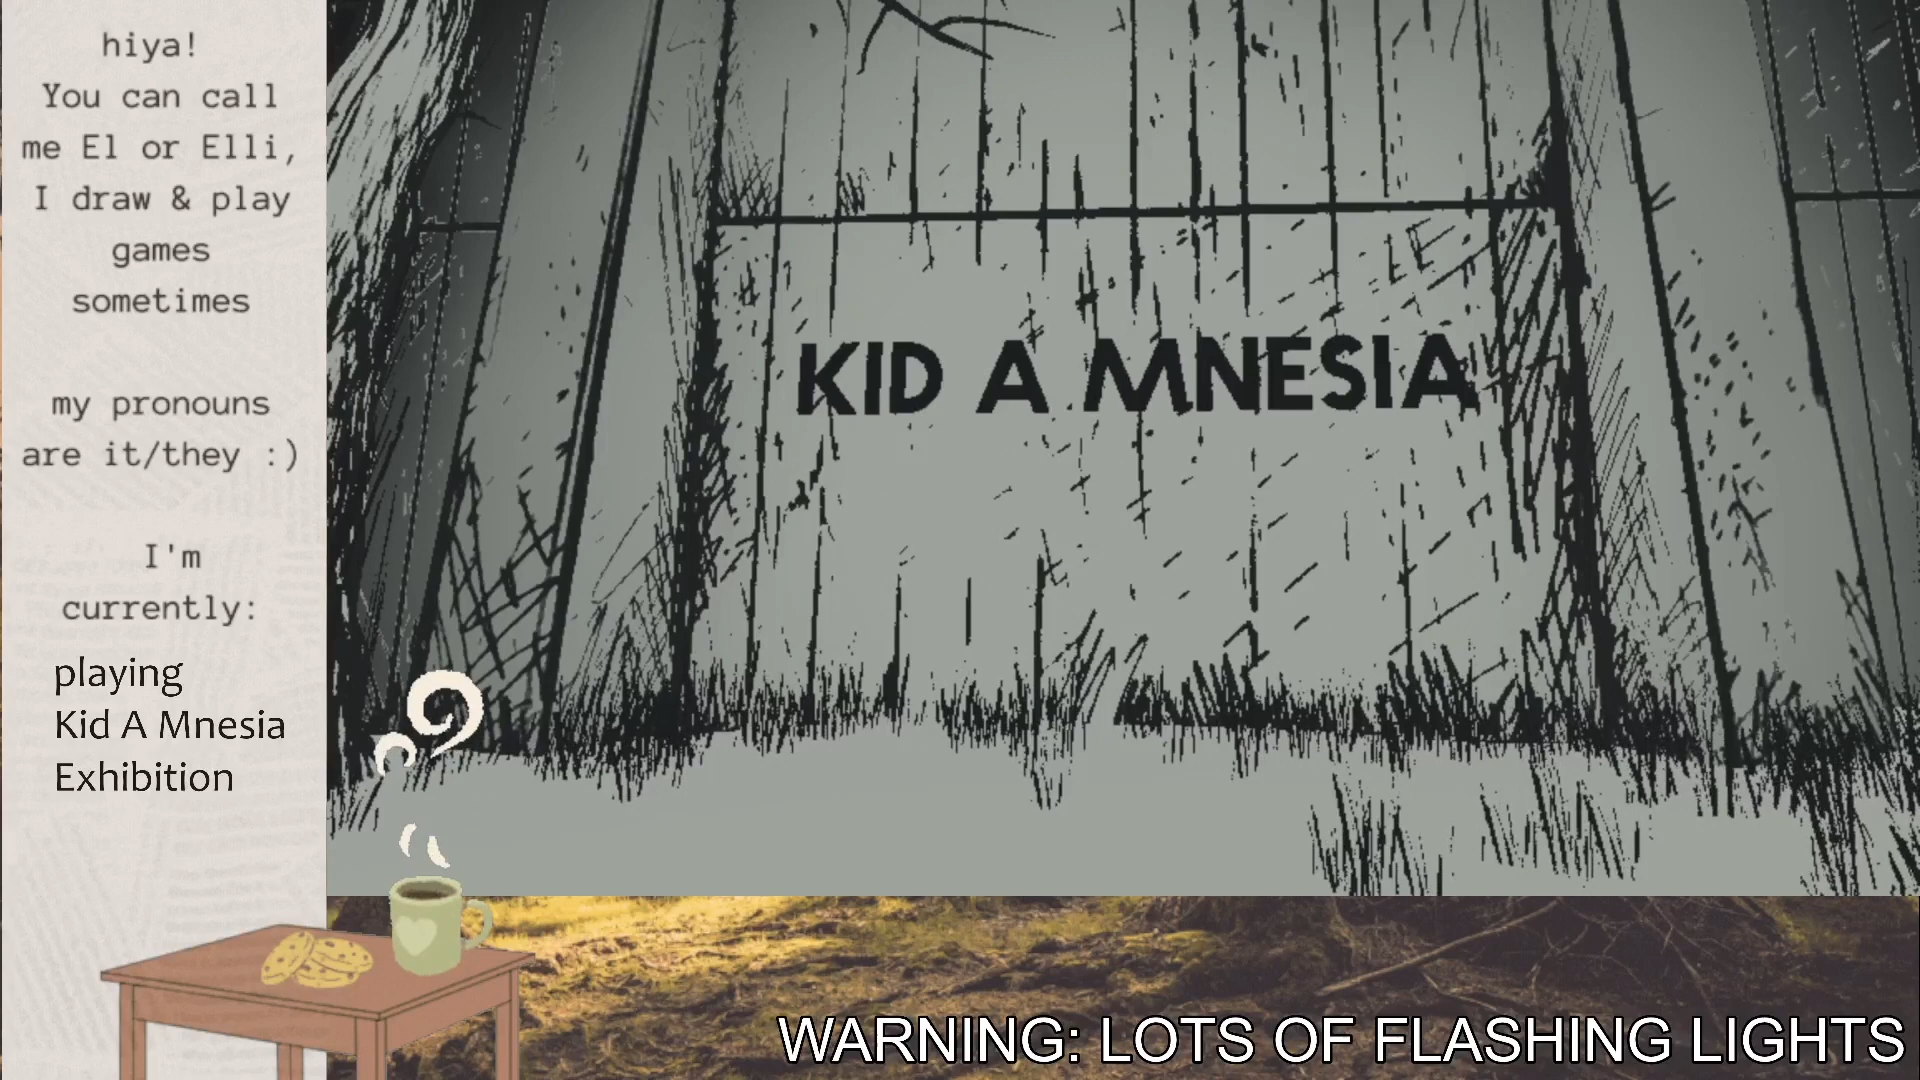 hiya!
You can call
me El or Elli,
I draw & play
games
sometimes
my pronouns
are it/they :)
I'm
currently:
playing
Kid A Mnesia
Exhibition
KID A MNESIA
WARNING: LOTS OF FLASHING LIGHTS